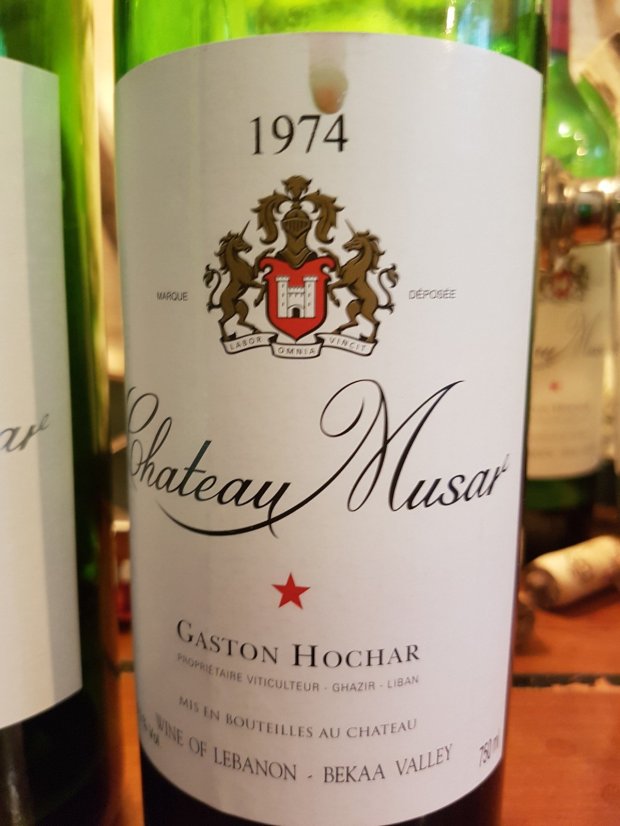 1974
MARQUE DÉPOSÉE
LABOR OMNIA VINCIT
Chateau Musar
GASTON HOCHAR
PROPRIÉTAIRE VITICULTEUR - GHAZIR - LIBAN
MIS EN BOUTEILLES AU CHATEAU
WINE OF LEBANON - BEKAA VALLEY
750 ml